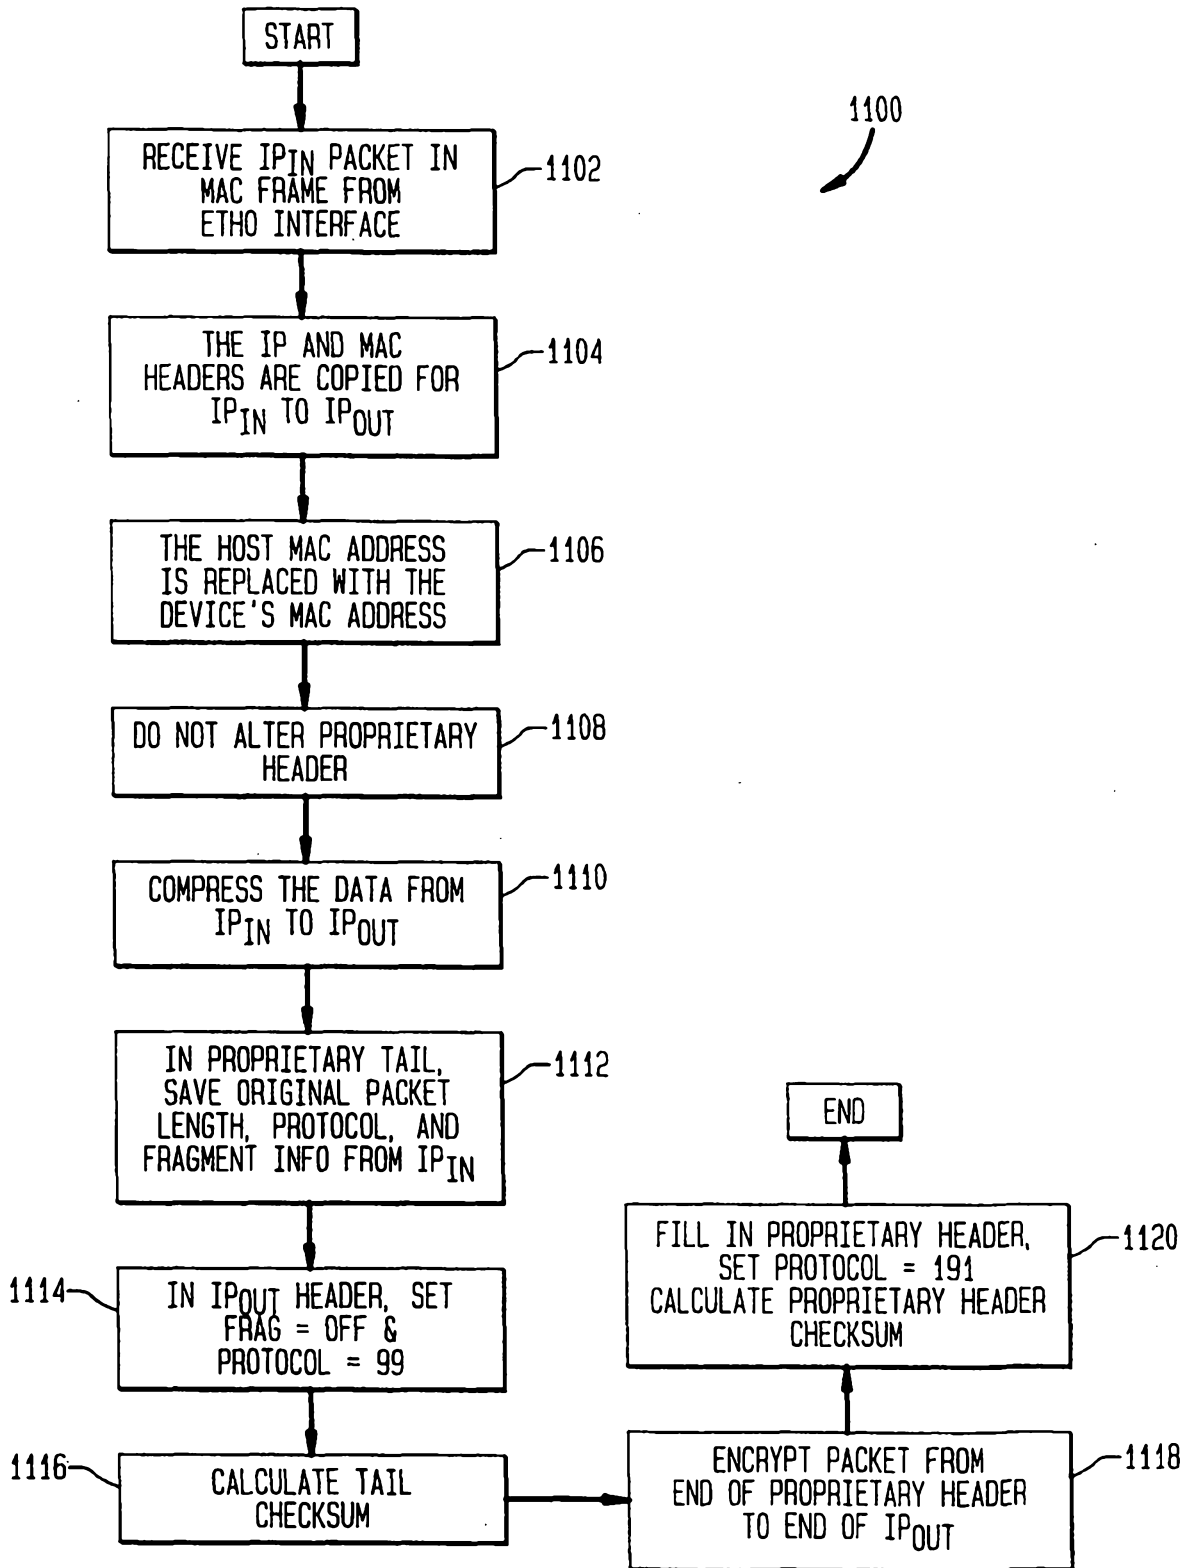 START
1100
RECEIVE IPIN PACKET IN
MAC FRAME FROM
ETHO INTERFACE
1102
THE IP AND MAC
HEADERS ARE COPIED FOR
IPIN TO IPOUT
1104
THE HOST MAC ADDRESS
IS REPLACED WITH THE
DEVICE'S MAC ADDRESS
1106
DO NOT ALTER PROPRIETARY
HEADER
1108
COMPRESS THE DATA FROM
IPIN TO IPOUT
1110
IN PROPRIETARY TAIL,
SAVE ORIGINAL PACKET
LENGTH, PROTOCOL, AND
FRAGMENT INFO FROM IPIN
1112
1114
IN IPOUT HEADER, SET
FRAG = OFF &
PROTOCOL = 99
1116
CALCULATE TAIL
CHECKSUM
ENCRYPT PACKET FROM
END OF PROPRIETARY HEADER
TO END OF IPOUT
1118
FILL IN PROPRIETARY HEADER,
SET PROTOCOL = 191
CALCULATE PROPRIETARY HEADER
CHECKSUM
1120
END